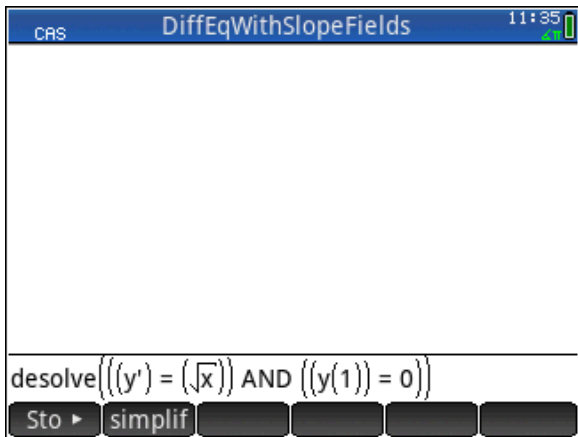 CAS DiffEqWithSlopeFields 11:35
∡π
desolve(((y') = (√x)) AND ((y(1)) = 0))
Sto ► simplif